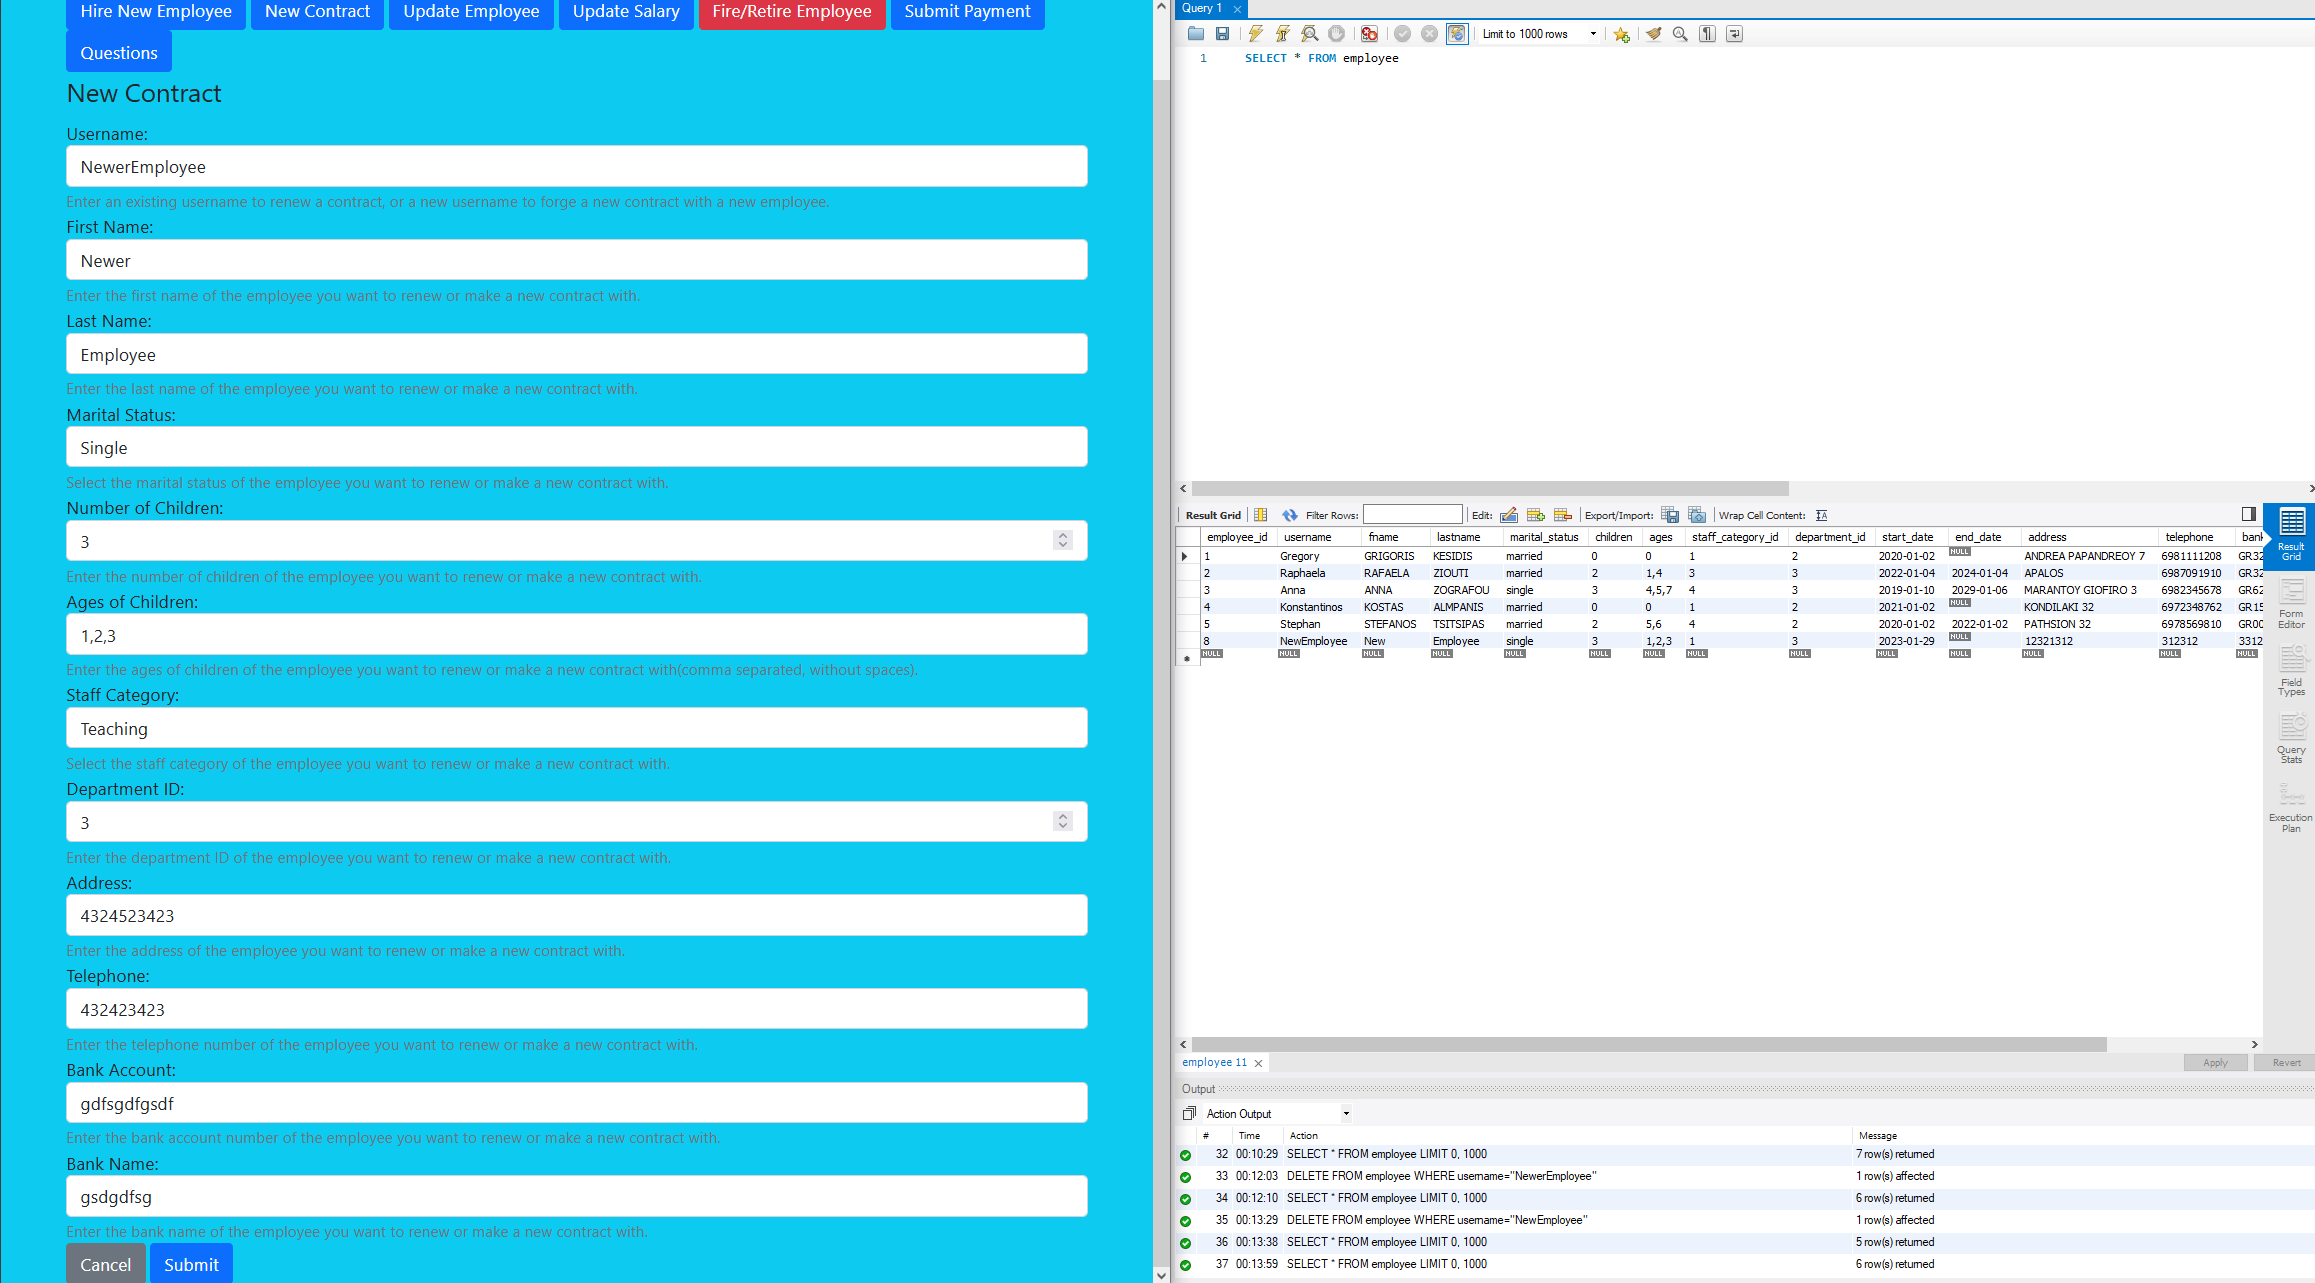 Hire New Employee New Contract Update Employee Update Salary Fire/Retire Employee Submit Payment
Questions
New Contract
Username:
NewerEmployee
Enter an existing username to renew a contract, or a new username to forge a new contract with a new employee.
First Name:
Newer
Enter the first name of the employee you want to renew or make a new contract with.
Last Name:
Employee
Enter the last name of the employee you want to renew or make a new contract with.
Marital Status:
Single
Select the marital status of the employee you want to renew or make a new contract with.
Number of Children:
3
Enter the number of children of the employee you want to renew or make a new contract with.
Ages of Children:
1,2,3
Enter the ages of children of the employee you want to renew or make a new contract with(comma separated, without spaces).
Staff Category:
Teaching
Select the staff category of the employee you want to renew or make a new contract with.
Department ID:
3
Enter the department ID of the employee you want to renew or make a new contract with.
Address:
4324523423
Enter the address of the employee you want to renew or make a new contract with.
Telephone:
432423423
Enter the telephone number of the employee you want to renew or make a new contract with.
Bank Account:
gdfsgdfgsdf
Enter the bank account number of the employee you want to renew or make a new contract with.
Bank Name:
gsdgdfsg
Enter the bank name of the employee you want to renew or make a new contract with.
Cancel Submit
Query 1
Limit to 1000 rows
1 SELECT * FROM employee
Result Grid Filter Rows: Edit: Export/Import: Wrap Cell Content:
employee_id username fname lastname marital_status children ages staff_category_id department_id start_date end_date address telephone bank
1 Gregory GRIGORIS KESIDIS married 0 0 1 2 2020-01-02 NULL ANDREA PAPANDREOY 7 6981111208 GR32
2 Raphaela RAFAELA ZIOUTI married 2 1,4 3 3 2022-01-04 2024-01-04 APALOS 6987091910 GR32
3 Anna ANNA ZOGRAFOU single 3 4,5,7 4 3 2019-01-10 2029-01-06 MARANTOY GIOFIRO 3 6982345678 GR62
4 Konstantinos KOSTAS ALMPANIS married 0 0 1 2 2021-01-02 NULL KONDILAKI 32 6972348762 GR15
5 Stephan STEFANOS TSITSIPAS married 2 5,6 4 2 2020-01-02 2022-01-02 PATHSION 32 6978569810 GR00
8 NewEmployee New Employee single 3 1,2,3 1 3 2023-01-29 NULL 12321312 312312 3312
NULL NULL NULL NULL NULL NULL NULL NULL NULL NULL NULL NULL NULL NULL
Result Grid
Form Editor
Field Types
Query Stats
Execution Plan
employee 11
Apply Revert
Output
Action Output
# Time Action Message
32 00:10:29 SELECT * FROM employee LIMIT 0, 1000 7 row(s) returned
33 00:12:03 DELETE FROM employee WHERE username="NewerEmployee" 1 row(s) affected
34 00:12:10 SELECT * FROM employee LIMIT 0, 1000 6 row(s) returned
35 00:13:29 DELETE FROM employee WHERE username="NewEmployee" 1 row(s) affected
36 00:13:38 SELECT * FROM employee LIMIT 0, 1000 5 row(s) returned
37 00:13:59 SELECT * FROM employee LIMIT 0, 1000 6 row(s) returned